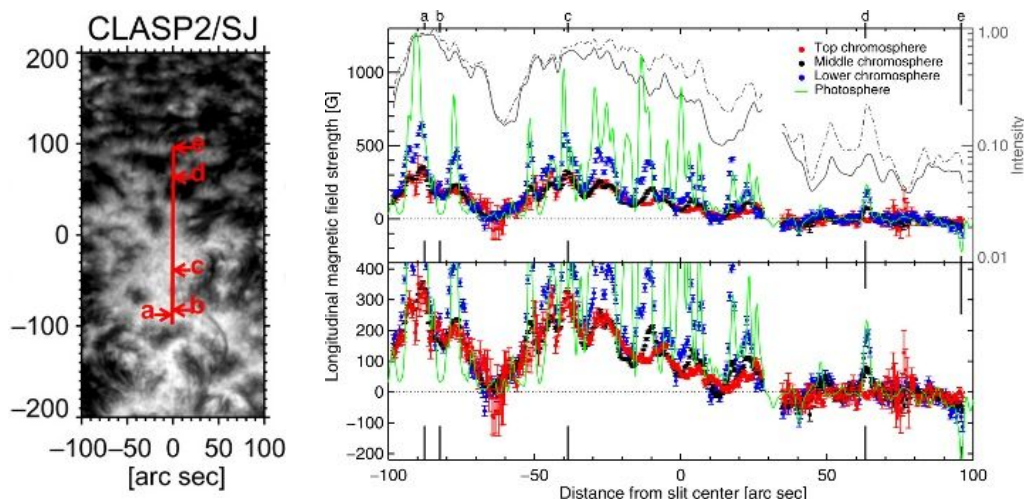 CLASP2/SJ
200
100
0
−100
−200
−100 −50 0 50 100
[arc sec]
e
d
c
a b
a b c d e
Longitudinal magnetic field strength [G]
1000
500
0
400
300
200
100
0
−100
−200
1.00
0.10
0.01
Intensity
Top chromosphere
Middle chromosphere
Lower chromosphere
Photosphere
−100 −50 0 50 100
Distance from slit center [arc sec]